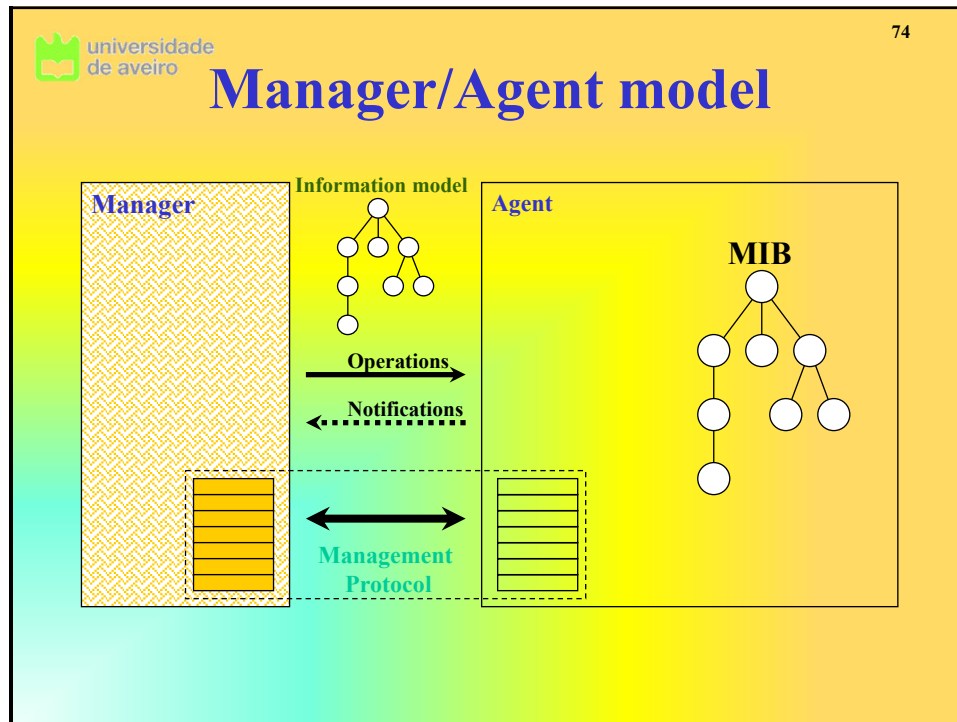 74
universidade
de aveiro
Manager/Agent model
Information model
Manager
Agent
MIB
Operations
Notifications
Management
Protocol